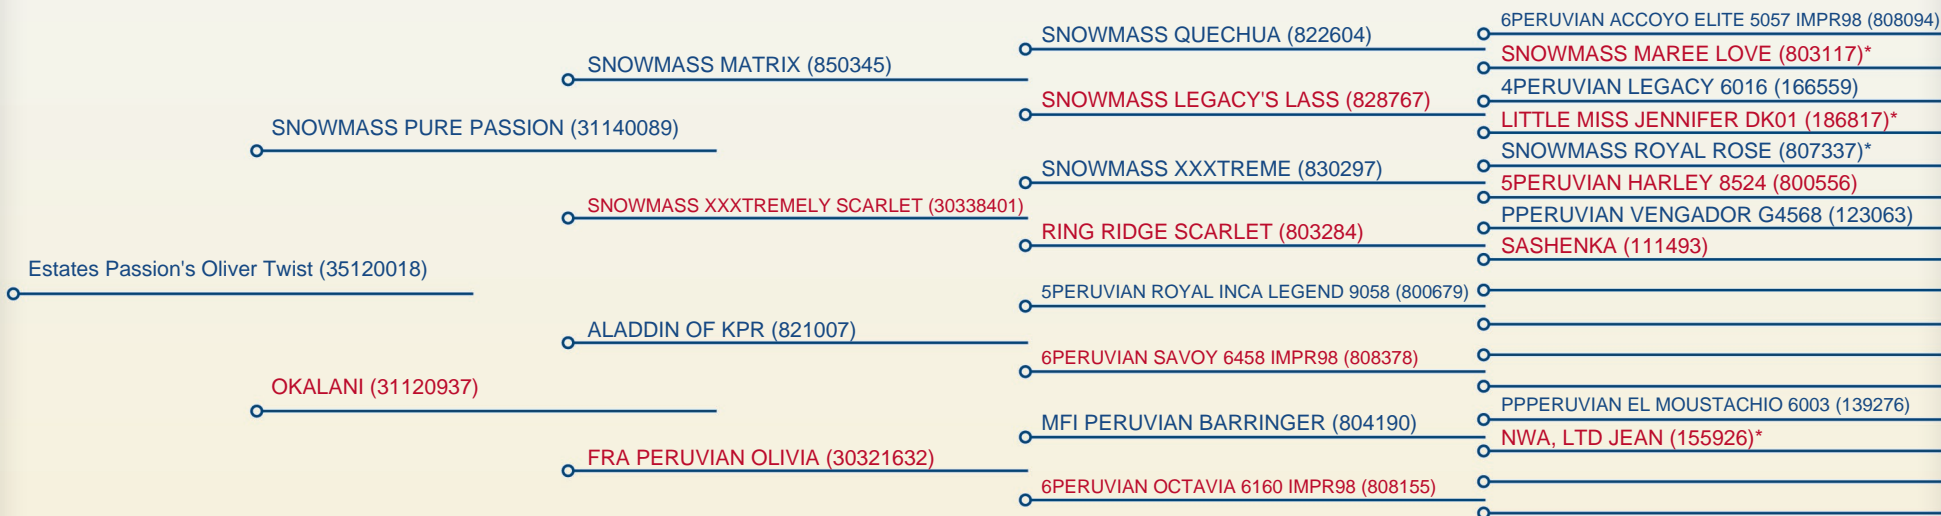 6PERUVIAN ACCOYO ELITE 5057 IMPR98 (808094)
SNOWMASS QUECHUA (822604)
SNOWMASS MAREE LOVE (803117)*
SNOWMASS MATRIX (850345)
4PERUVIAN LEGACY 6016 (166559)
SNOWMASS LEGACY'S LASS (828767)
LITTLE MISS JENNIFER DK01 (186817)*
SNOWMASS PURE PASSION (31140089)
SNOWMASS ROYAL ROSE (807337)*
SNOWMASS XXXTREME (830297)
5PERUVIAN HARLEY 8524 (800556)
SNOWMASS XXXTREMELY SCARLET (30338401)
PPERUVIAN VENGADOR G4568 (123063)
RING RIDGE SCARLET (803284)
SASHENKA (111493)
Estates Passion's Oliver Twist (35120018)
5PERUVIAN ROYAL INCA LEGEND 9058 (800679)
ALADDIN OF KPR (821007)
6PERUVIAN SAVOY 6458 IMPR98 (808378)
OKALANI (31120937)
PPPERUVIAN EL MOUSTACHIO 6003 (139276)
MFI PERUVIAN BARRINGER (804190)
NWA, LTD JEAN (155926)*
FRA PERUVIAN OLIVIA (30321632)
6PERUVIAN OCTAVIA 6160 IMPR98 (808155)